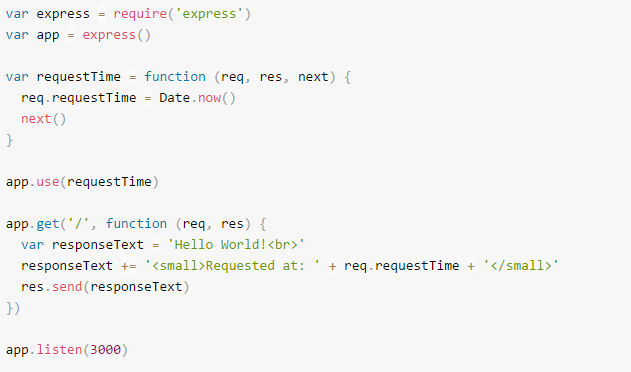 var express = require('express')
var app = express()
var requestTime = function (req, res, next) {
  req.requestTime = Date.now()
  next()
}
app.use(requestTime)
app.get('/', function (req, res) {
  var responseText = 'Hello World!<br>'
  responseText += '<small>Requested at: ' + req.requestTime + '</small>'
  res.send(responseText)
})
app.listen(3000)